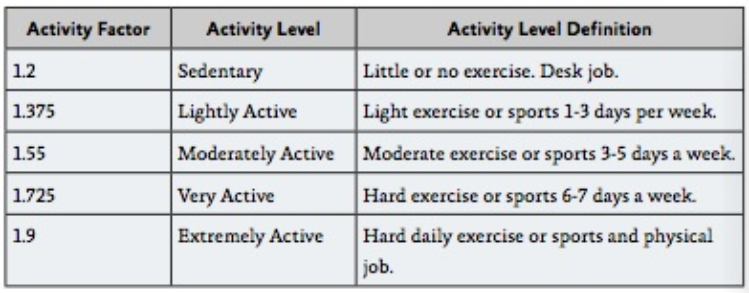 Activity Factor Activity Level Activity Level Definition
1.2 Sedentary Little or no exercise. Desk job.
1.375 Lightly Active Light exercise or sports 1-3 days per week.
1.55 Moderately Active Moderate exercise or sports 3-5 days a week.
1.725 Very Active Hard exercise or sports 6-7 days a week.
1.9 Extremely Active Hard daily exercise or sports and physical
job.